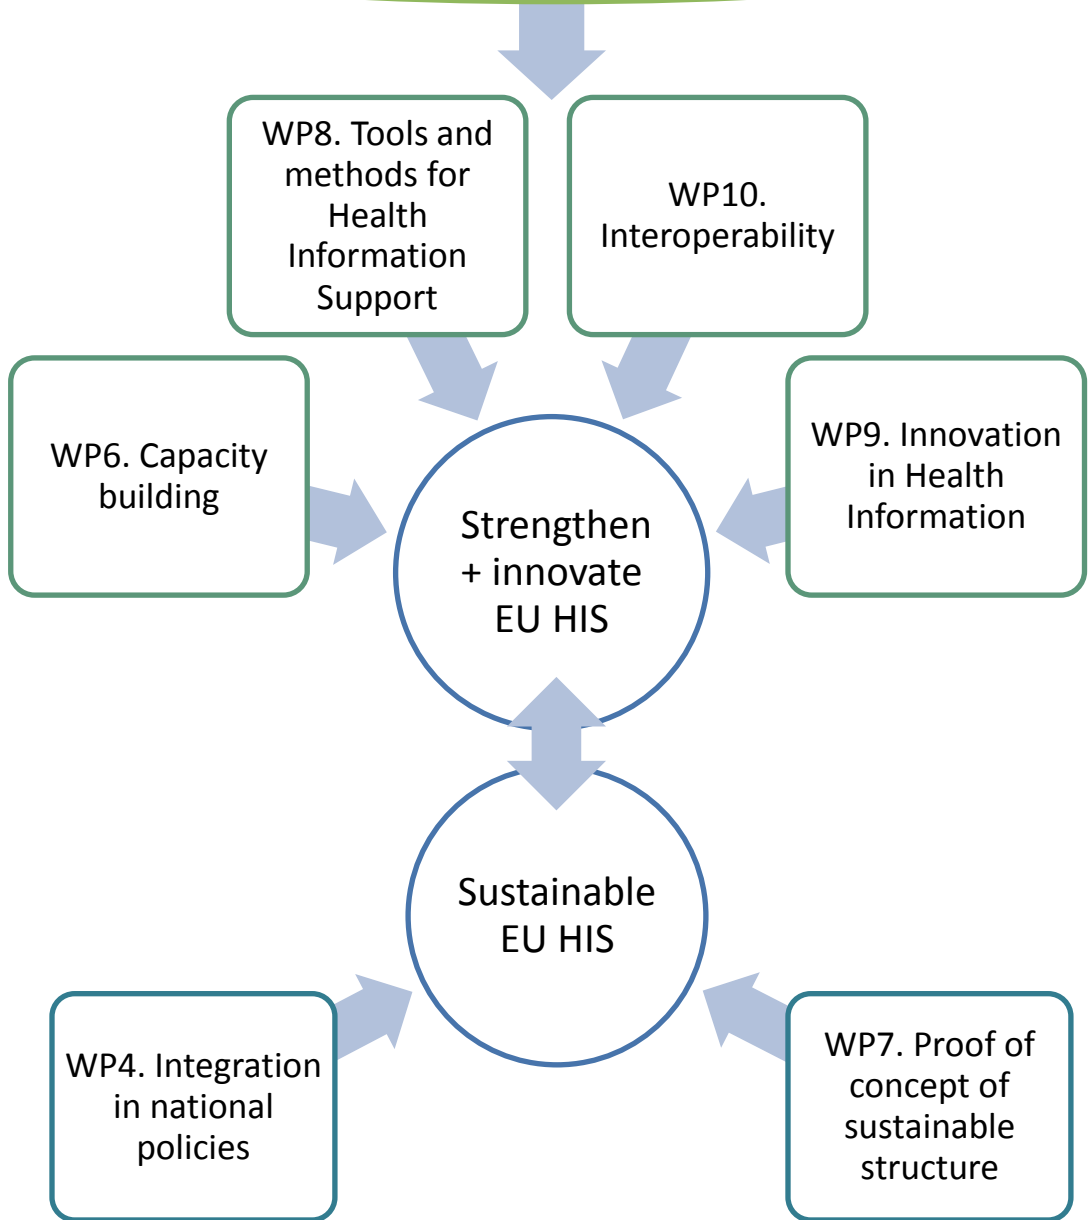 WP8. Tools and
methods for
Health
Information
Support
WP10.
Interoperability
WP6. Capacity
building
WP9. Innovation
in Health
Information
Strengthen
+ innovate
EU HIS
Sustainable
EU HIS
WP4. Integration
in national
policies
WP7. Proof of
concept of
sustainable
structure